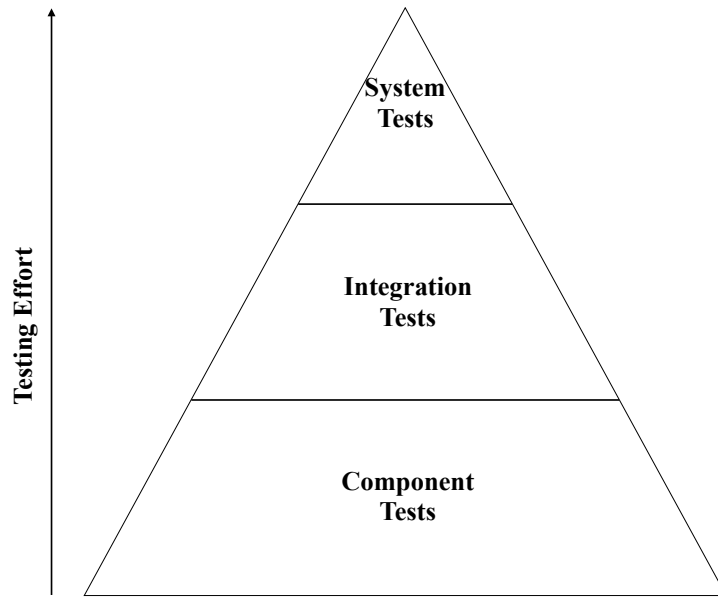 System
Tests
Integration
Tests
Component
Tests
Testing Effort